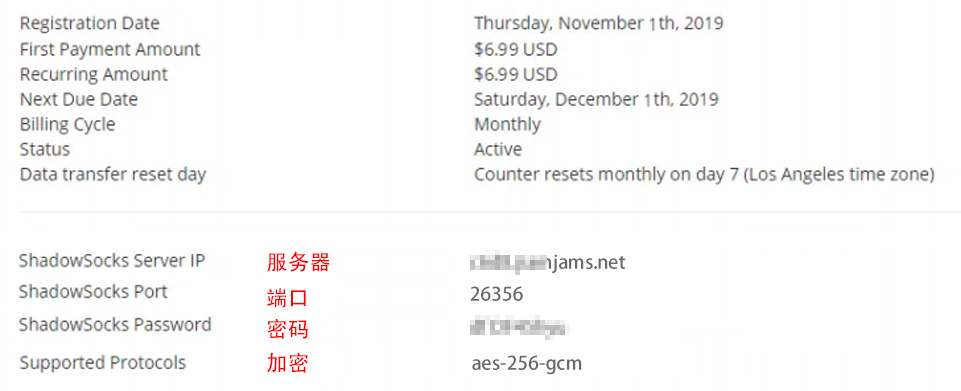 Registration Date Thursday, November 1th, 2019
First Payment Amount $6.99 USD
Recurring Amount $6.99 USD
Next Due Date Saturday, December 1th, 2019
Billing Cycle Monthly
Status Active
Data transfer reset day Counter resets monthly on day 7 (Los Angeles time zone)
ShadowSocks Server IP 服务器 njams.net
ShadowSocks Port 端口 26356
ShadowSocks Password 密码
Supported Protocols 加密 aes-256-gcm